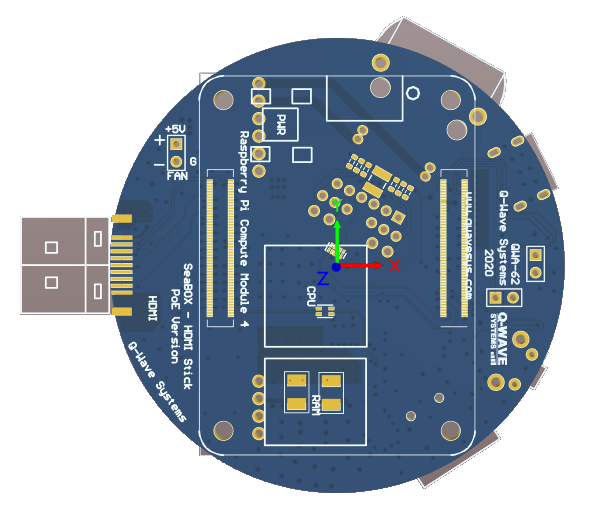 +5V
+
-
G
FAN
PWR
Raspberry Pi Compute Module 4
www.qwavesys.com
Q-Wave Systems
QWM-62
2020
Y
X
Z
CPU
HDMI
SeaBOX - HDMI Stick
PoE Version
Q-WAVE
SYSTEMS
Q-Wave Systems
RAM